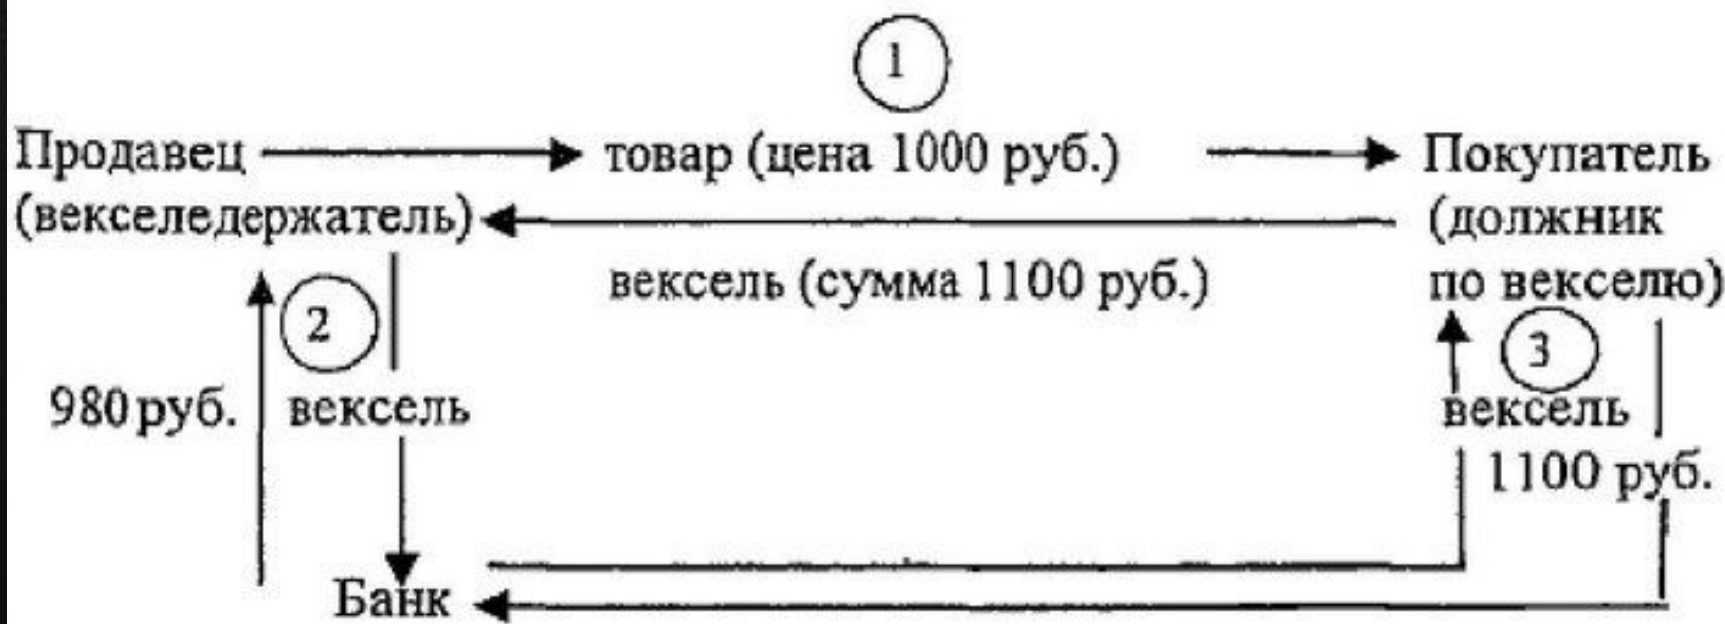 1
Продавец товар (цена 1000 руб.) Покупатель
(векселедержатель) (должник
вексель (сумма 1100 руб.) по векселю)
2 3
980 руб. вексель вексель
1100 руб.
Банк